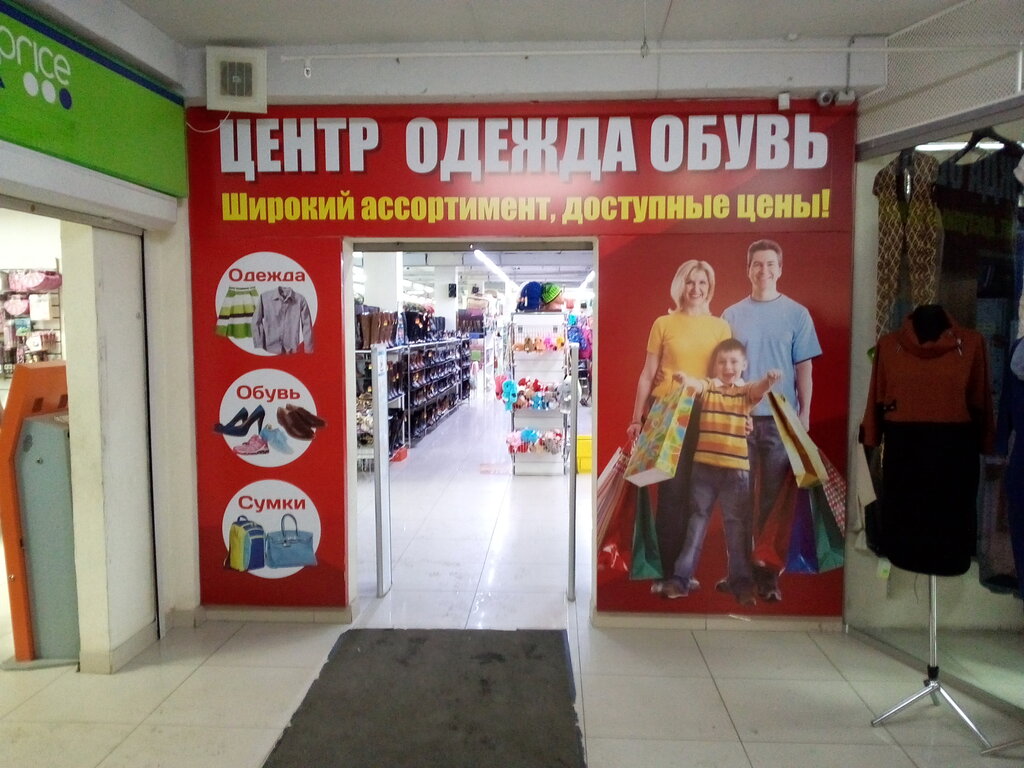 price
ЦЕНТР ОДЕЖДА ОБУВЬ
Широкий ассортимент, доступные цены!
Одежда
Обувь
Сумки